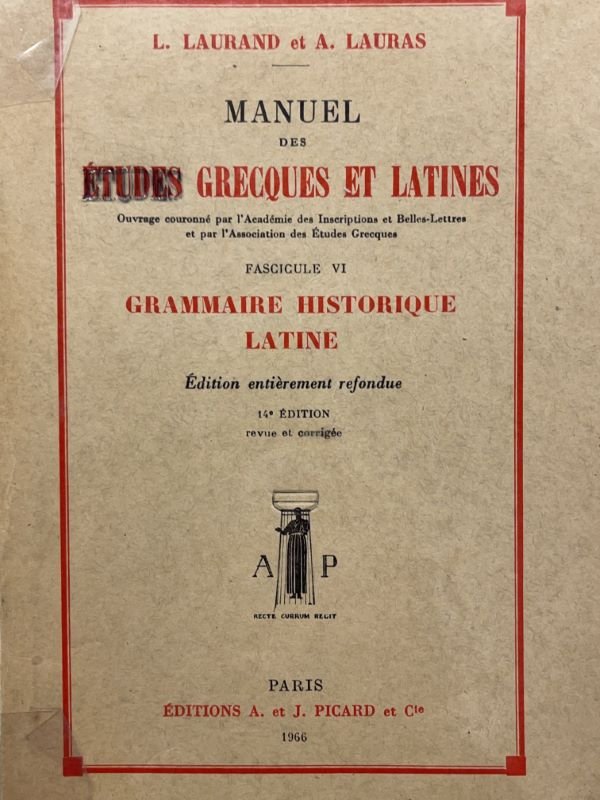 L. LAURAND et A. LAURAS
MANUEL
DES
ÉTUDES GRECQUES ET LATINES
Ouvrage couronné par l'Académie des Inscriptions et Belles-Lettres
et par l'Association des Études Grecques
FASCICULE VI
GRAMMAIRE HISTORIQUE
LATINE
Édition entièrement refondue
14e ÉDITION
revue et corrigée
A P
RECTE CURRUM REGIT
PARIS
ÉDITIONS A. et J. PICARD et Cie
1966